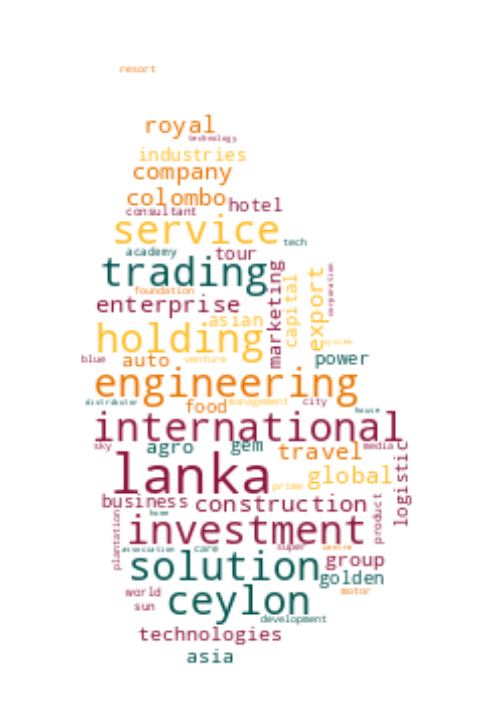 resort
royal
technology
industries
company
colombo
hotel
consultant
service
tech
academy
tour
trading
marketing
capital
export
corporation
foundation
enterprise
asian
holding
system
blue
auto
venture
power
engineering
distributor
food
management
city
house
international
sky
agro
gem
travel
media
logistic
lanka
global
prime
business
construction
product
plantation
home
investment
association
care
super
online
solution
group
golden
world
motor
sun
ceylon
development
technologies
asia